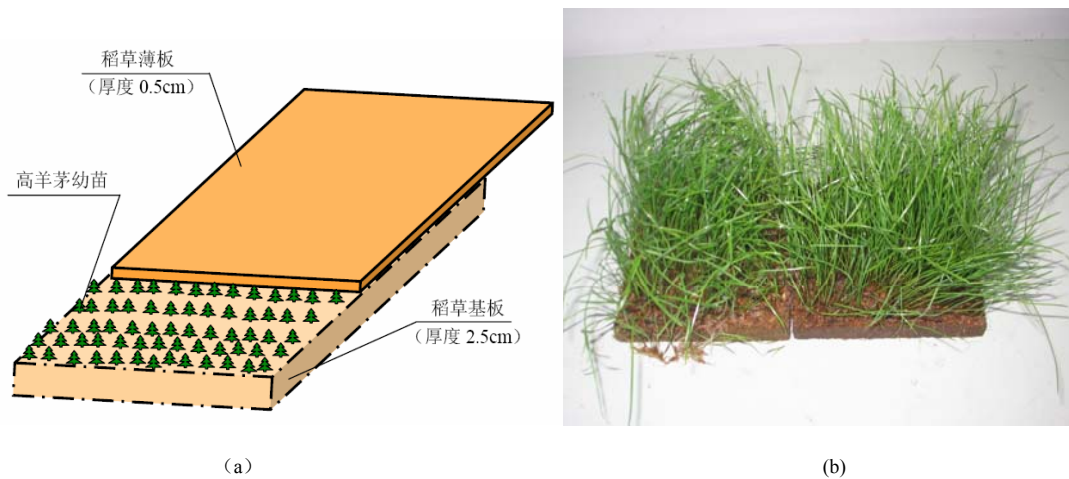 稻草薄板
（厚度 0.5cm）
高羊茅幼苗
稻草基板
（厚度 2.5cm）
（a）
(b)